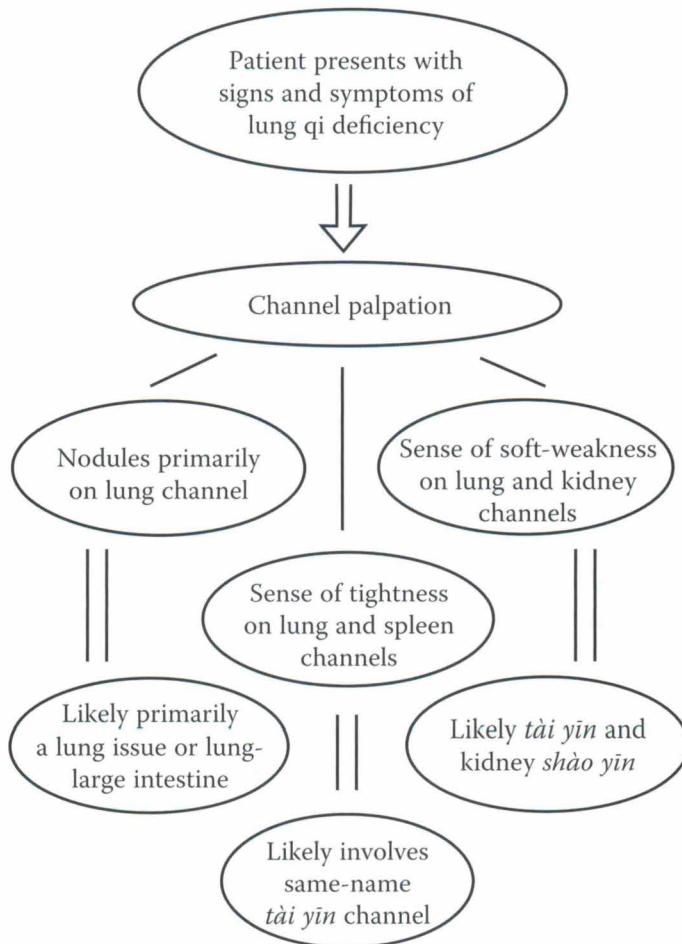 Patient presents with
signs and symptoms of
lung qi deficiency
Channel palpation
Nodules primarily
on lung channel
Sense of soft-weakness
on lung and kidney
channels
Sense of tightness
on lung and spleen
channels
Likely primarily
a lung issue or lung-
large intestine
Likely tài yīn and
kidney shào yīn
Likely involves
same-name
tài yīn channel